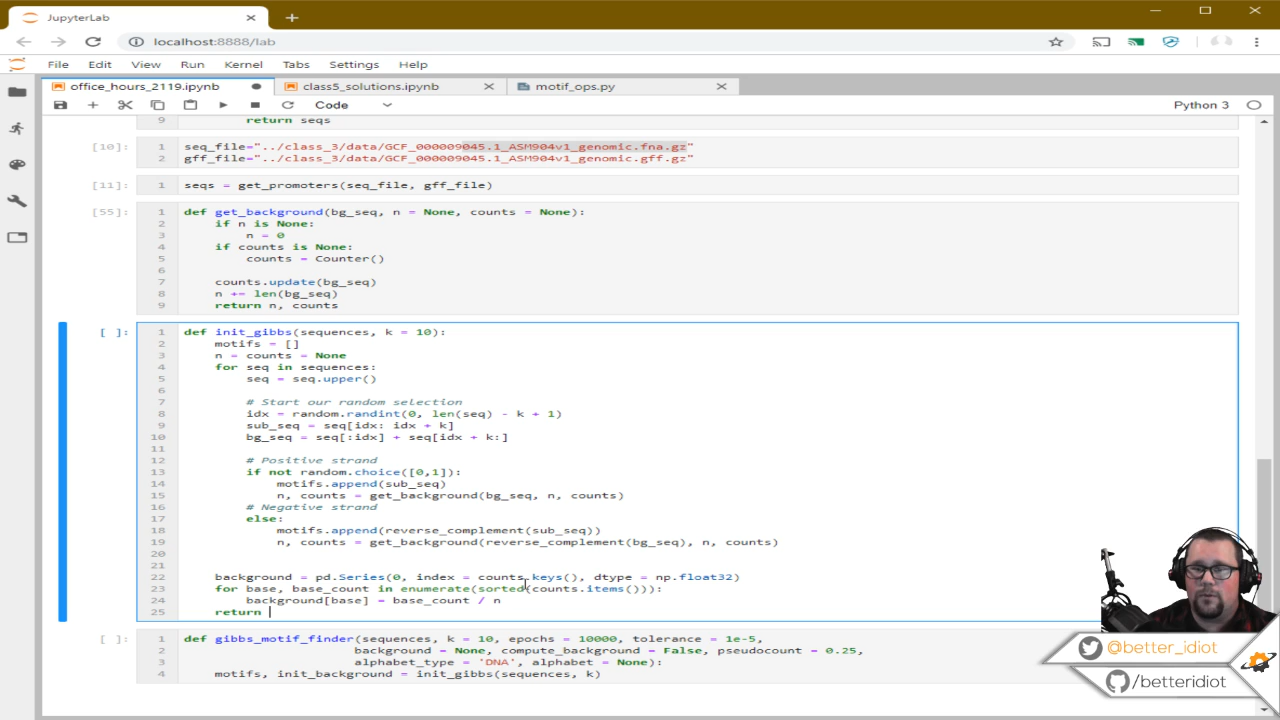 JupyterLab
localhost:8888/lab
File Edit View Run Kernel Tabs Settings Help
office_hours_2119.ipynb class5_solutions.ipynb motif_ops.py
Code Python 3
9 return seqs
[10]: 1 seq_file="../class_3/data/GCF_000009045.1_ASM904v1_genomic.fna.gz"
2 gff_file="../class_3/data/GCF_000009045.1_ASM904v1_genomic.gff.gz"
[11]: 1 seqs = get_promoters(seq_file, gff_file)
[55]: 1 def get_background(bg_seq, n = None, counts = None):
2 if n is None:
3 n = 0
4 if counts is None:
5 counts = Counter()
6
7 counts.update(bg_seq)
8 n += len(bg_seq)
9 return n, counts
[ ]: 1 def init_gibbs(sequences, k = 10):
2 motifs = []
3 n = counts = None
4 for seq in sequences:
5 seq = seq.upper()
6
7 # Start our random selection
8 idx = random.randint(0, len(seq) - k + 1)
9 sub_seq = seq[idx: idx + k]
10 bg_seq = seq[:idx] + seq[idx + k:]
11
12 # Positive strand
13 if not random.choice([0,1]):
14 motifs.append(sub_seq)
15 n, counts = get_background(bg_seq, n, counts)
16 # Negative strand
17 else:
18 motifs.append(reverse_complement(sub_seq))
19 n, counts = get_background(reverse_complement(bg_seq), n, counts)
20
21
22 background = pd.Series(0, index = counts.keys(), dtype = np.float32)
23 for base, base_count in enumerate(sorted(counts.items())):
24 background[base] = base_count / n
25 return
[ ]: 1 def gibbs_motif_finder(sequences, k = 10, epochs = 10000, tolerance = 1e-5,
2 background = None, compute_background = False, pseudocount = 0.25,
3 alphabet_type = 'DNA', alphabet = None):
4 motifs, init_background = init_gibbs(sequences, k)
@better_idiot
/betteridiot